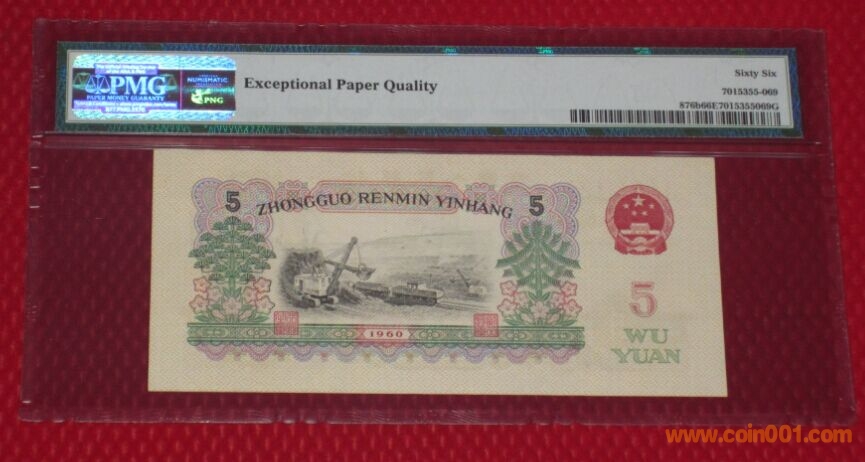 PMG
PAPER MONEY GUARANTY
NUMISMATIC
PNG
Exceptional Paper Quality
Sixty Six
7015355-069
876b66E7015355069G
5
ZHONGGUO RENMIN YINHANG
5
5
WU
YUAN
1960
www.coin001.com